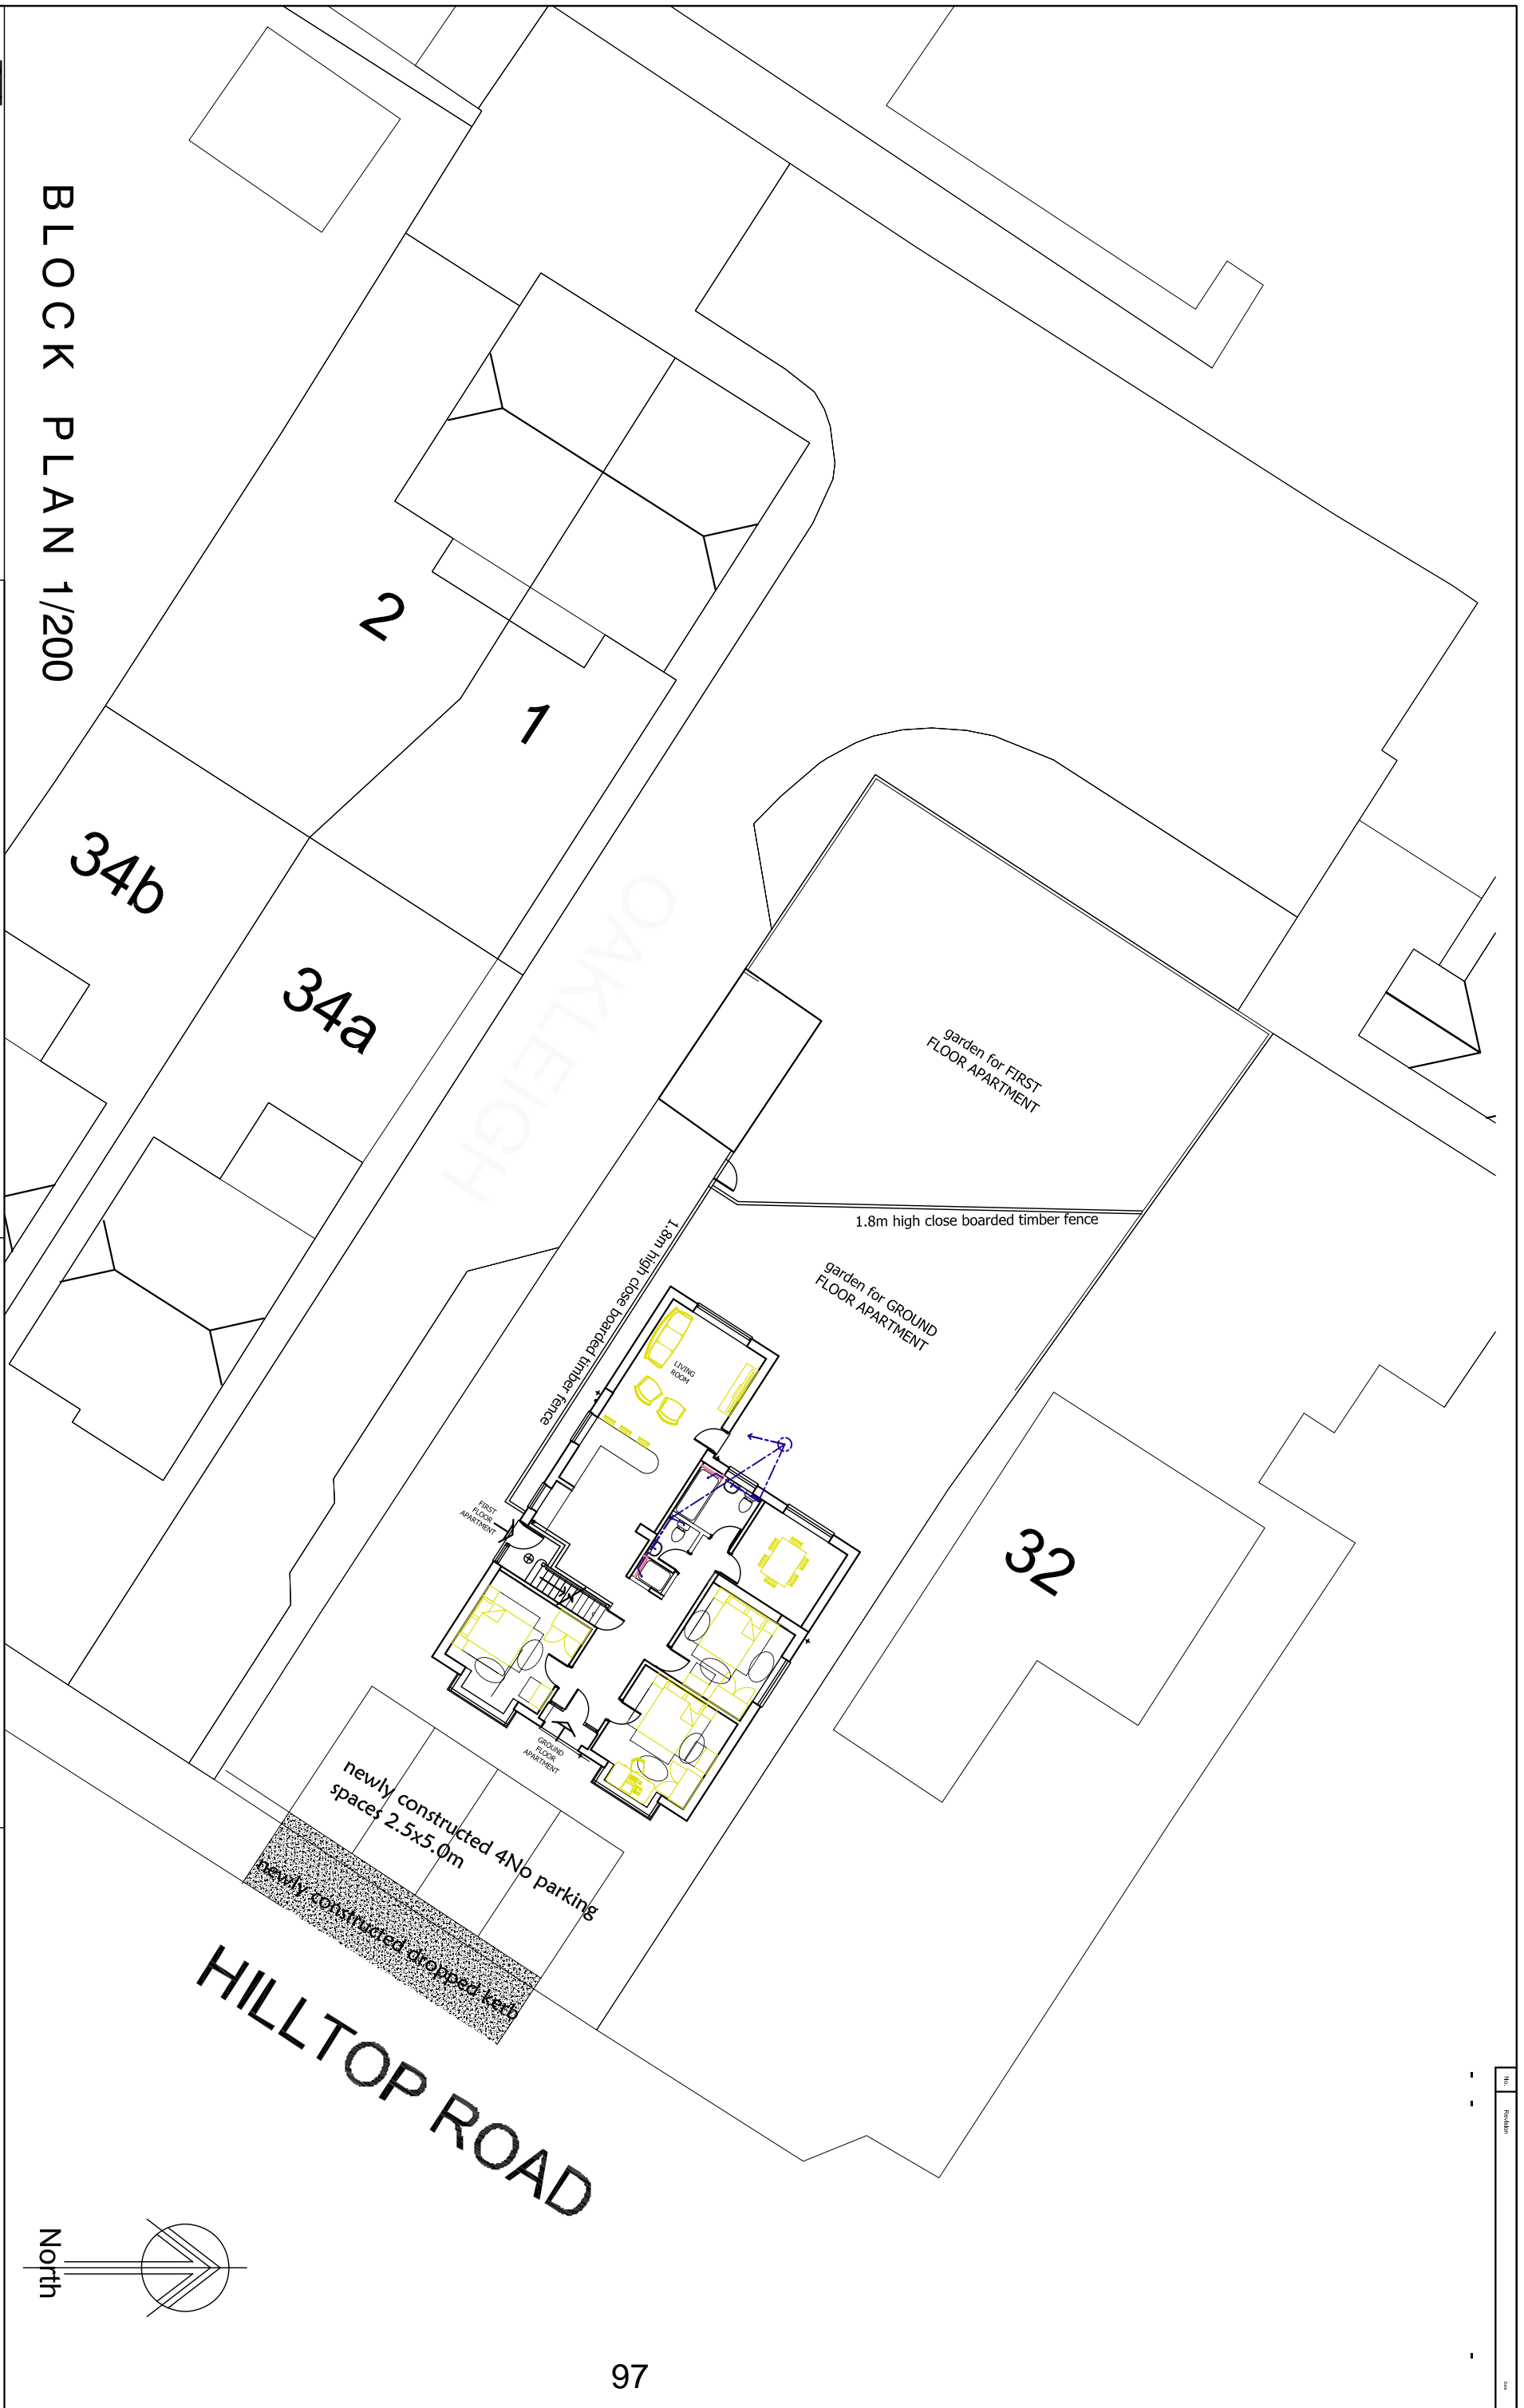 BLOCK PLAN 1/200
2
1
34b
34a
OAKLEIGH
garden for FIRST
FLOOR APARTMENT
1.8m high close boarded timber fence
garden for GROUND
FLOOR APARTMENT
1.8m high close boarded timber fence
LIVING
ROOM
32
FIRST
FLOOR
APARTMENT
GROUND
FLOOR
APARTMENT
newly constructed 4No parking
spaces 2.5x5.0m
newly constructed dropped kerb
HILLTOP ROAD
North
97
No.
Revision
Date